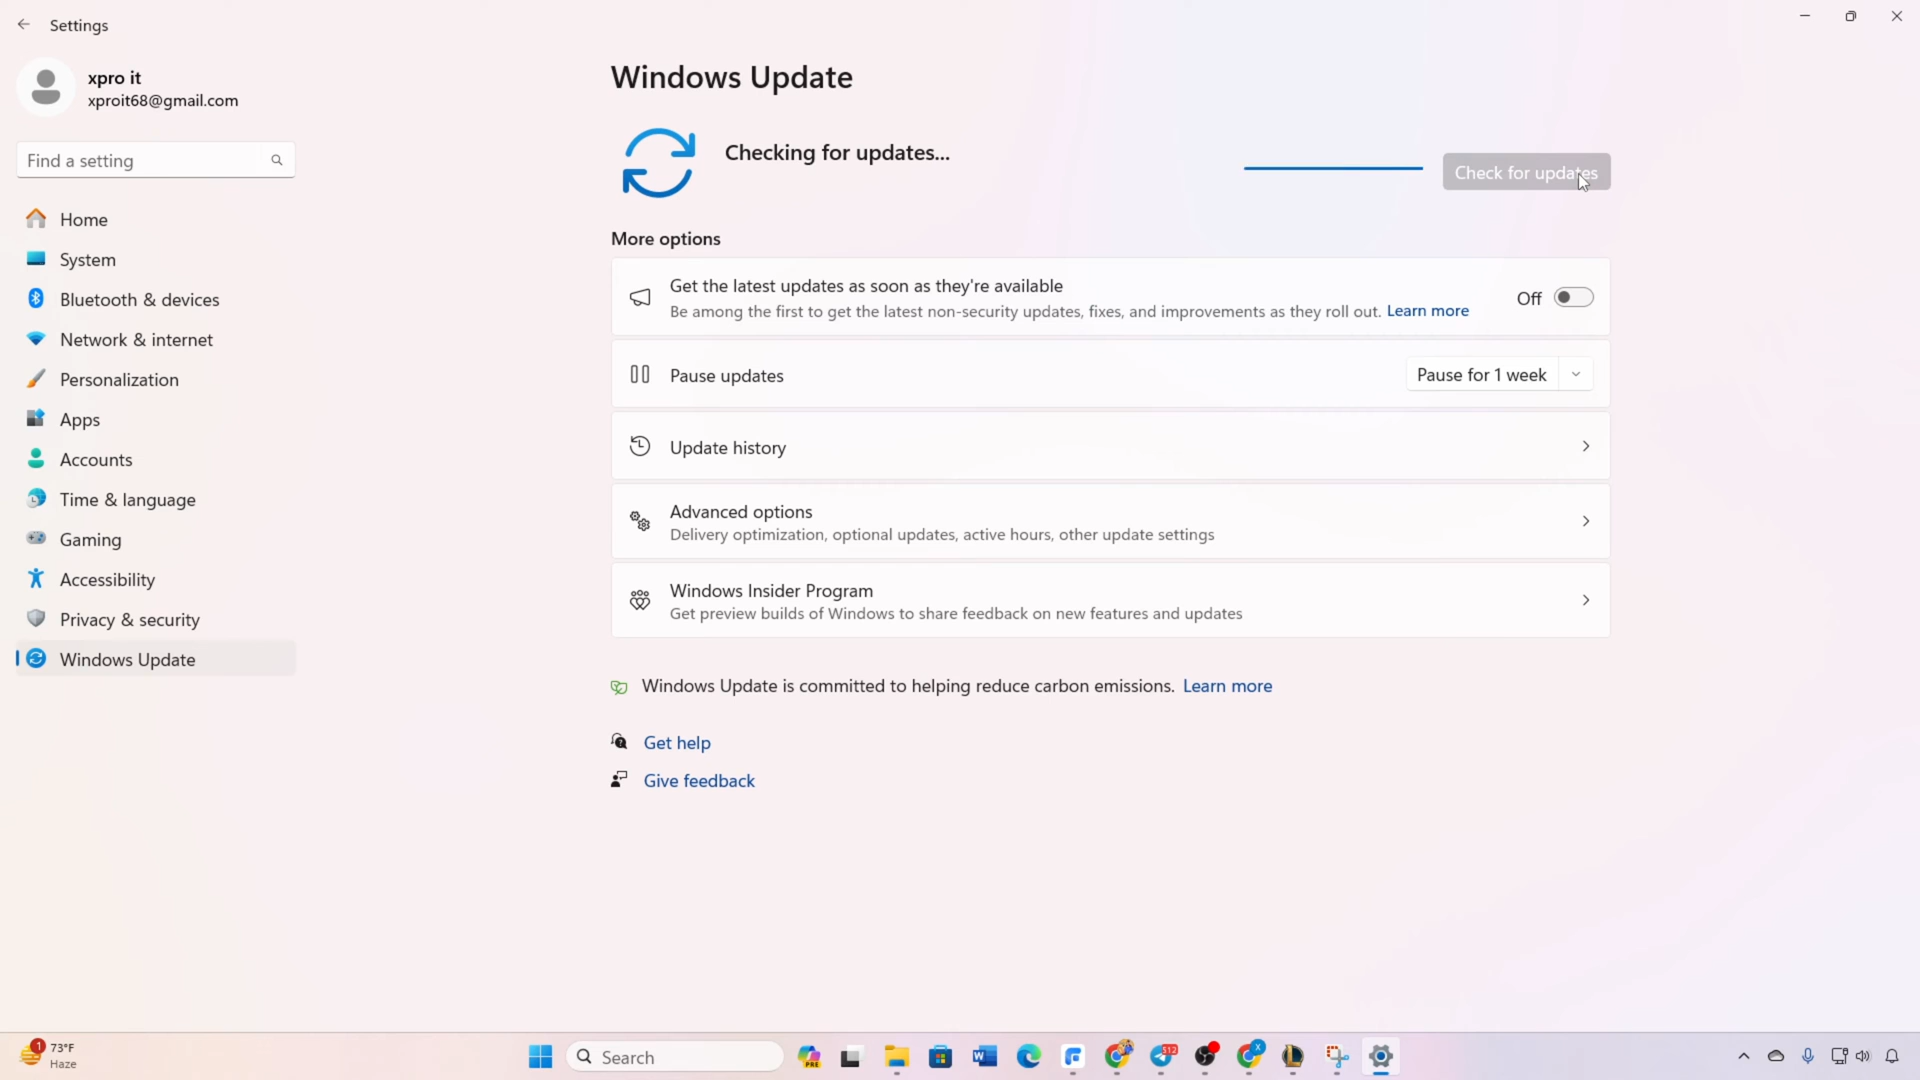 Settings
xpro it
xproit68@gmail.com
Find a setting
Home
System
Bluetooth & devices
Network & internet
Personalization
Apps
Accounts
Time & language
Gaming
Accessibility
Privacy & security
Windows Update
Windows Update
Checking for updates...
Check for updates
More options
Get the latest updates as soon as they're available
Be among the first to get the latest non-security updates, fixes, and improvements as they roll out. Learn more
Off
Pause updates
Pause for 1 week
Update history
Advanced options
Delivery optimization, optional updates, active hours, other update settings
Windows Insider Program
Get preview builds of Windows to share feedback on new features and updates
Windows Update is committed to helping reduce carbon emissions. Learn more
Get help
Give feedback
1
73°F
Haze
Search
PRE
W
512
X